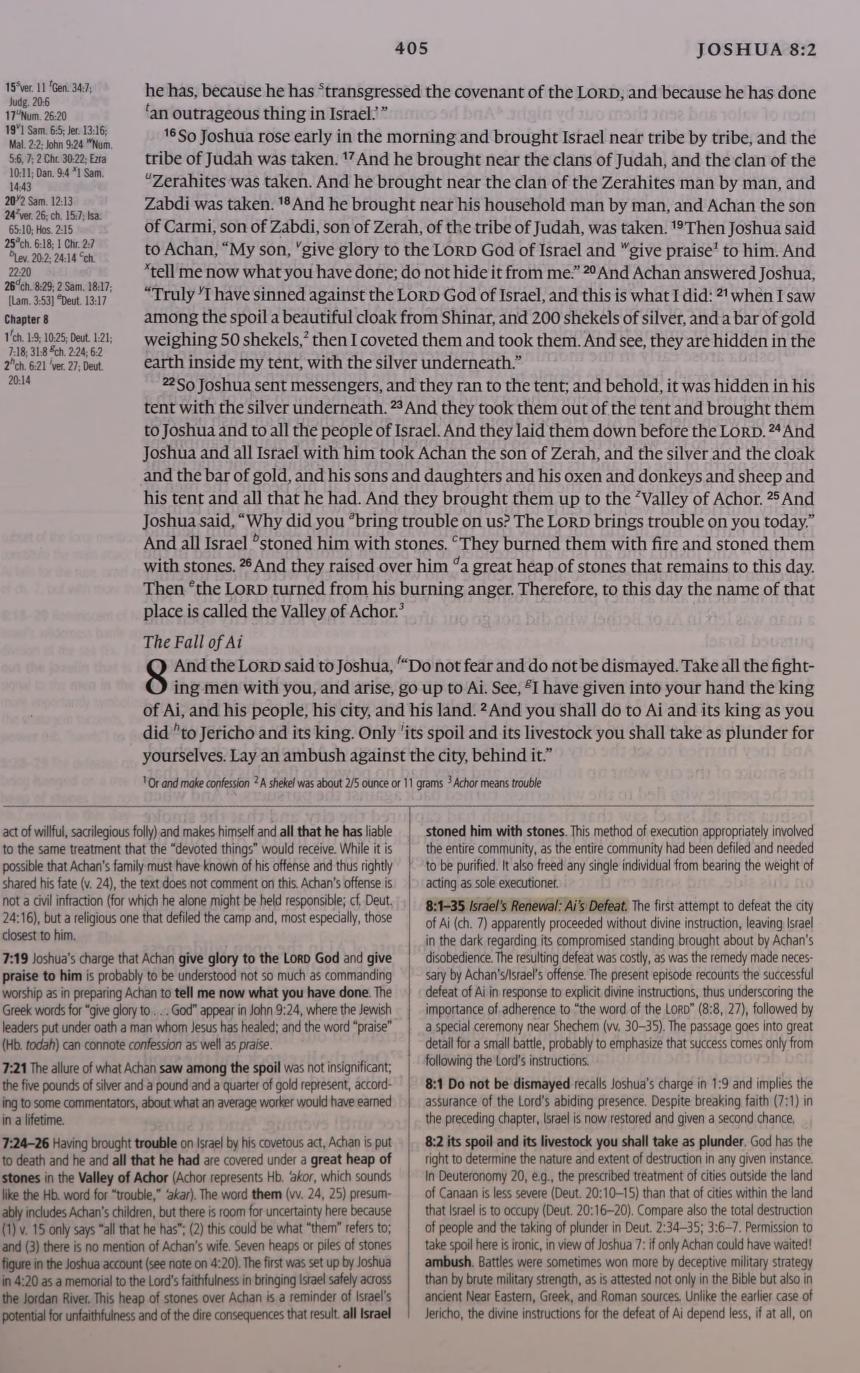 405
JOSHUA 8:2
15 ˢver. 11 ᵗGen. 34:7;
Judg. 20:6
17 ᵘNum. 26:20
19 ᵛ1 Sam. 6:5; Jer. 13:16;
Mal. 2:2; John 9:24 ʷNum.
5:6, 7; 2 Chr. 30:22; Ezra
10:11; Dan. 9:4 ˣ1 Sam.
14:43
20 ʸ2 Sam. 12:13
24 ᶻver. 26; ch. 15:7; Isa.
65:10; Hos. 2:15
25 ᵃch. 6:18; 1 Chr. 2:7
ᵇLev. 20:2; 24:14 ᶜch.
22:20
26 ᵈch. 8:29; 2 Sam. 18:17;
[Lam. 3:53] ᵉDeut. 13:17
Chapter 8
1 ᶠch. 1:9; 10:25; Deut. 1:21;
7:18; 31:8 ᵍch. 2:24; 6:2
2 ʰch. 6:21 ⁱver. 27; Deut.
20:14
he has, because he has ˢtransgressed the covenant of the LORD, and because he has done
ᵗan outrageous thing in Israel.’”
¹⁶So Joshua rose early in the morning and brought Israel near tribe by tribe, and the
tribe of Judah was taken. ¹⁷And he brought near the clans of Judah, and the clan of the
ᵘZerahites was taken. And he brought near the clan of the Zerahites man by man, and
Zabdi was taken. ¹⁸And he brought near his household man by man, and Achan the son
of Carmi, son of Zabdi, son of Zerah, of the tribe of Judah, was taken. ¹⁹Then Joshua said
to Achan, “My son, ᵛgive glory to the LORD God of Israel and ʷgive praise¹ to him. And
ˣtell me now what you have done; do not hide it from me.” ²⁰And Achan answered Joshua,
“Truly ʸI have sinned against the LORD God of Israel, and this is what I did: ²¹when I saw
among the spoil a beautiful cloak from Shinar, and 200 shekels of silver, and a bar of gold
weighing 50 shekels,² then I coveted them and took them. And see, they are hidden in the
earth inside my tent, with the silver underneath.”
²²So Joshua sent messengers, and they ran to the tent; and behold, it was hidden in his
tent with the silver underneath. ²³And they took them out of the tent and brought them
to Joshua and to all the people of Israel. And they laid them down before the LORD. ²⁴And
Joshua and all Israel with him took Achan the son of Zerah, and the silver and the cloak
and the bar of gold, and his sons and daughters and his oxen and donkeys and sheep and
his tent and all that he had. And they brought them up to the ᶻValley of Achor. ²⁵And
Joshua said, “Why did you ᵃbring trouble on us? The LORD brings trouble on you today.”
And all Israel ᵇstoned him with stones. ᶜThey burned them with fire and stoned them
with stones. ²⁶And they raised over him ᵈa great heap of stones that remains to this day.
Then ᵉthe LORD turned from his burning anger. Therefore, to this day the name of that
place is called the Valley of Achor.³
The Fall of Ai
8 And the LORD said to Joshua, ᶠ“Do not fear and do not be dismayed. Take all the fight-
ing men with you, and arise, go up to Ai. See, ᵍI have given into your hand the king
of Ai, and his people, his city, and his land. ²And you shall do to Ai and its king as you
did ʰto Jericho and its king. Only ⁱits spoil and its livestock you shall take as plunder for
yourselves. Lay an ambush against the city, behind it.”
¹ Or and make confession ² A shekel was about 2/5 ounce or 11 grams ³ Achor means trouble
act of willful, sacrilegious folly) and makes himself and all that he has liable
to the same treatment that the “devoted things” would receive. While it is
possible that Achan's family must have known of his offense and thus rightly
shared his fate (v. 24), the text does not comment on this. Achan's offense is
not a civil infraction (for which he alone might be held responsible; cf. Deut.
24:16), but a religious one that defiled the camp and, most especially, those
closest to him.
7:19 Joshua's charge that Achan give glory to the LORD God and give
praise to him is probably to be understood not so much as commanding
worship as in preparing Achan to tell me now what you have done. The
Greek words for “give glory to . . . God” appear in John 9:24, where the Jewish
leaders put under oath a man whom Jesus has healed; and the word “praise”
(Hb. todah) can connote confession as well as praise.
7:21 The allure of what Achan saw among the spoil was not insignificant;
the five pounds of silver and a pound and a quarter of gold represent, accord-
ing to some commentators, about what an average worker would have earned
in a lifetime.
7:24–26 Having brought trouble on Israel by his covetous act, Achan is put
to death and he and all that he had are covered under a great heap of
stones in the Valley of Achor (Achor represents Hb. ‘akor, which sounds
like the Hb. word for “trouble,” ‘akar). The word them (vv. 24, 25) presum-
ably includes Achan's children, but there is room for uncertainty here because
(1) v. 15 only says “all that he has”; (2) this could be what “them” refers to;
and (3) there is no mention of Achan's wife. Seven heaps or piles of stones
figure in the Joshua account (see note on 4:20). The first was set up by Joshua
in 4:20 as a memorial to the Lord's faithfulness in bringing Israel safely across
the Jordan River. This heap of stones over Achan is a reminder of Israel's
potential for unfaithfulness and of the dire consequences that result. all Israel
stoned him with stones. This method of execution appropriately involved
the entire community, as the entire community had been defiled and needed
to be purified. It also freed any single individual from bearing the weight of
acting as sole executioner.
8:1–35 Israel's Renewal: Ai's Defeat. The first attempt to defeat the city
of Ai (ch. 7) apparently proceeded without divine instruction, leaving Israel
in the dark regarding its compromised standing brought about by Achan's
disobedience. The resulting defeat was costly, as was the remedy made neces-
sary by Achan's/Israel's offense. The present episode recounts the successful
defeat of Ai in response to explicit divine instructions, thus underscoring the
importance of adherence to “the word of the LORD” (8:8, 27), followed by
a special ceremony near Shechem (vv. 30–35). The passage goes into great
detail for a small battle, probably to emphasize that success comes only from
following the Lord's instructions.
8:1 Do not be dismayed recalls Joshua's charge in 1:9 and implies the
assurance of the Lord's abiding presence. Despite breaking faith (7:1) in
the preceding chapter, Israel is now restored and given a second chance.
8:2 its spoil and its livestock you shall take as plunder. God has the
right to determine the nature and extent of destruction in any given instance.
In Deuteronomy 20, e.g., the prescribed treatment of cities outside the land
of Canaan is less severe (Deut. 20:10–15) than that of cities within the land
that Israel is to occupy (Deut. 20:16–20). Compare also the total destruction
of people and the taking of plunder in Deut. 2:34–35; 3:6–7. Permission to
take spoil here is ironic, in view of Joshua 7: if only Achan could have waited!
ambush. Battles were sometimes won more by deceptive military strategy
than by brute military strength, as is attested not only in the Bible but also in
ancient Near Eastern, Greek, and Roman sources. Unlike the earlier case of
Jericho, the divine instructions for the defeat of Ai depend less, if at all, on